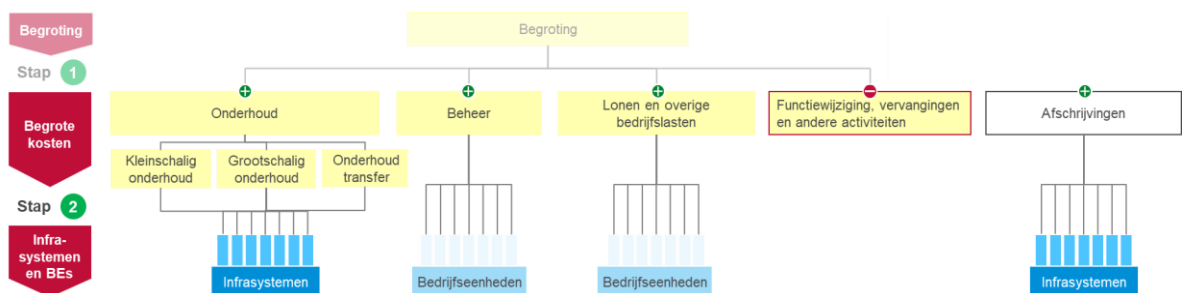 Begroting
Begroting
Stap 1
Begrote
kosten
Onderhoud
Beheer
Lonen en overige
bedrijfslasten
Functiewijziging, vervangingen
en andere activiteiten
Afschrijvingen
Kleinschalig
onderhoud
Grootschalig
onderhoud
Onderhoud
transfer
Stap 2
Infra-
systemen
en BEs
Infrasystemen
Bedrijfseenheden
Bedrijfseenheden
Infrasystemen